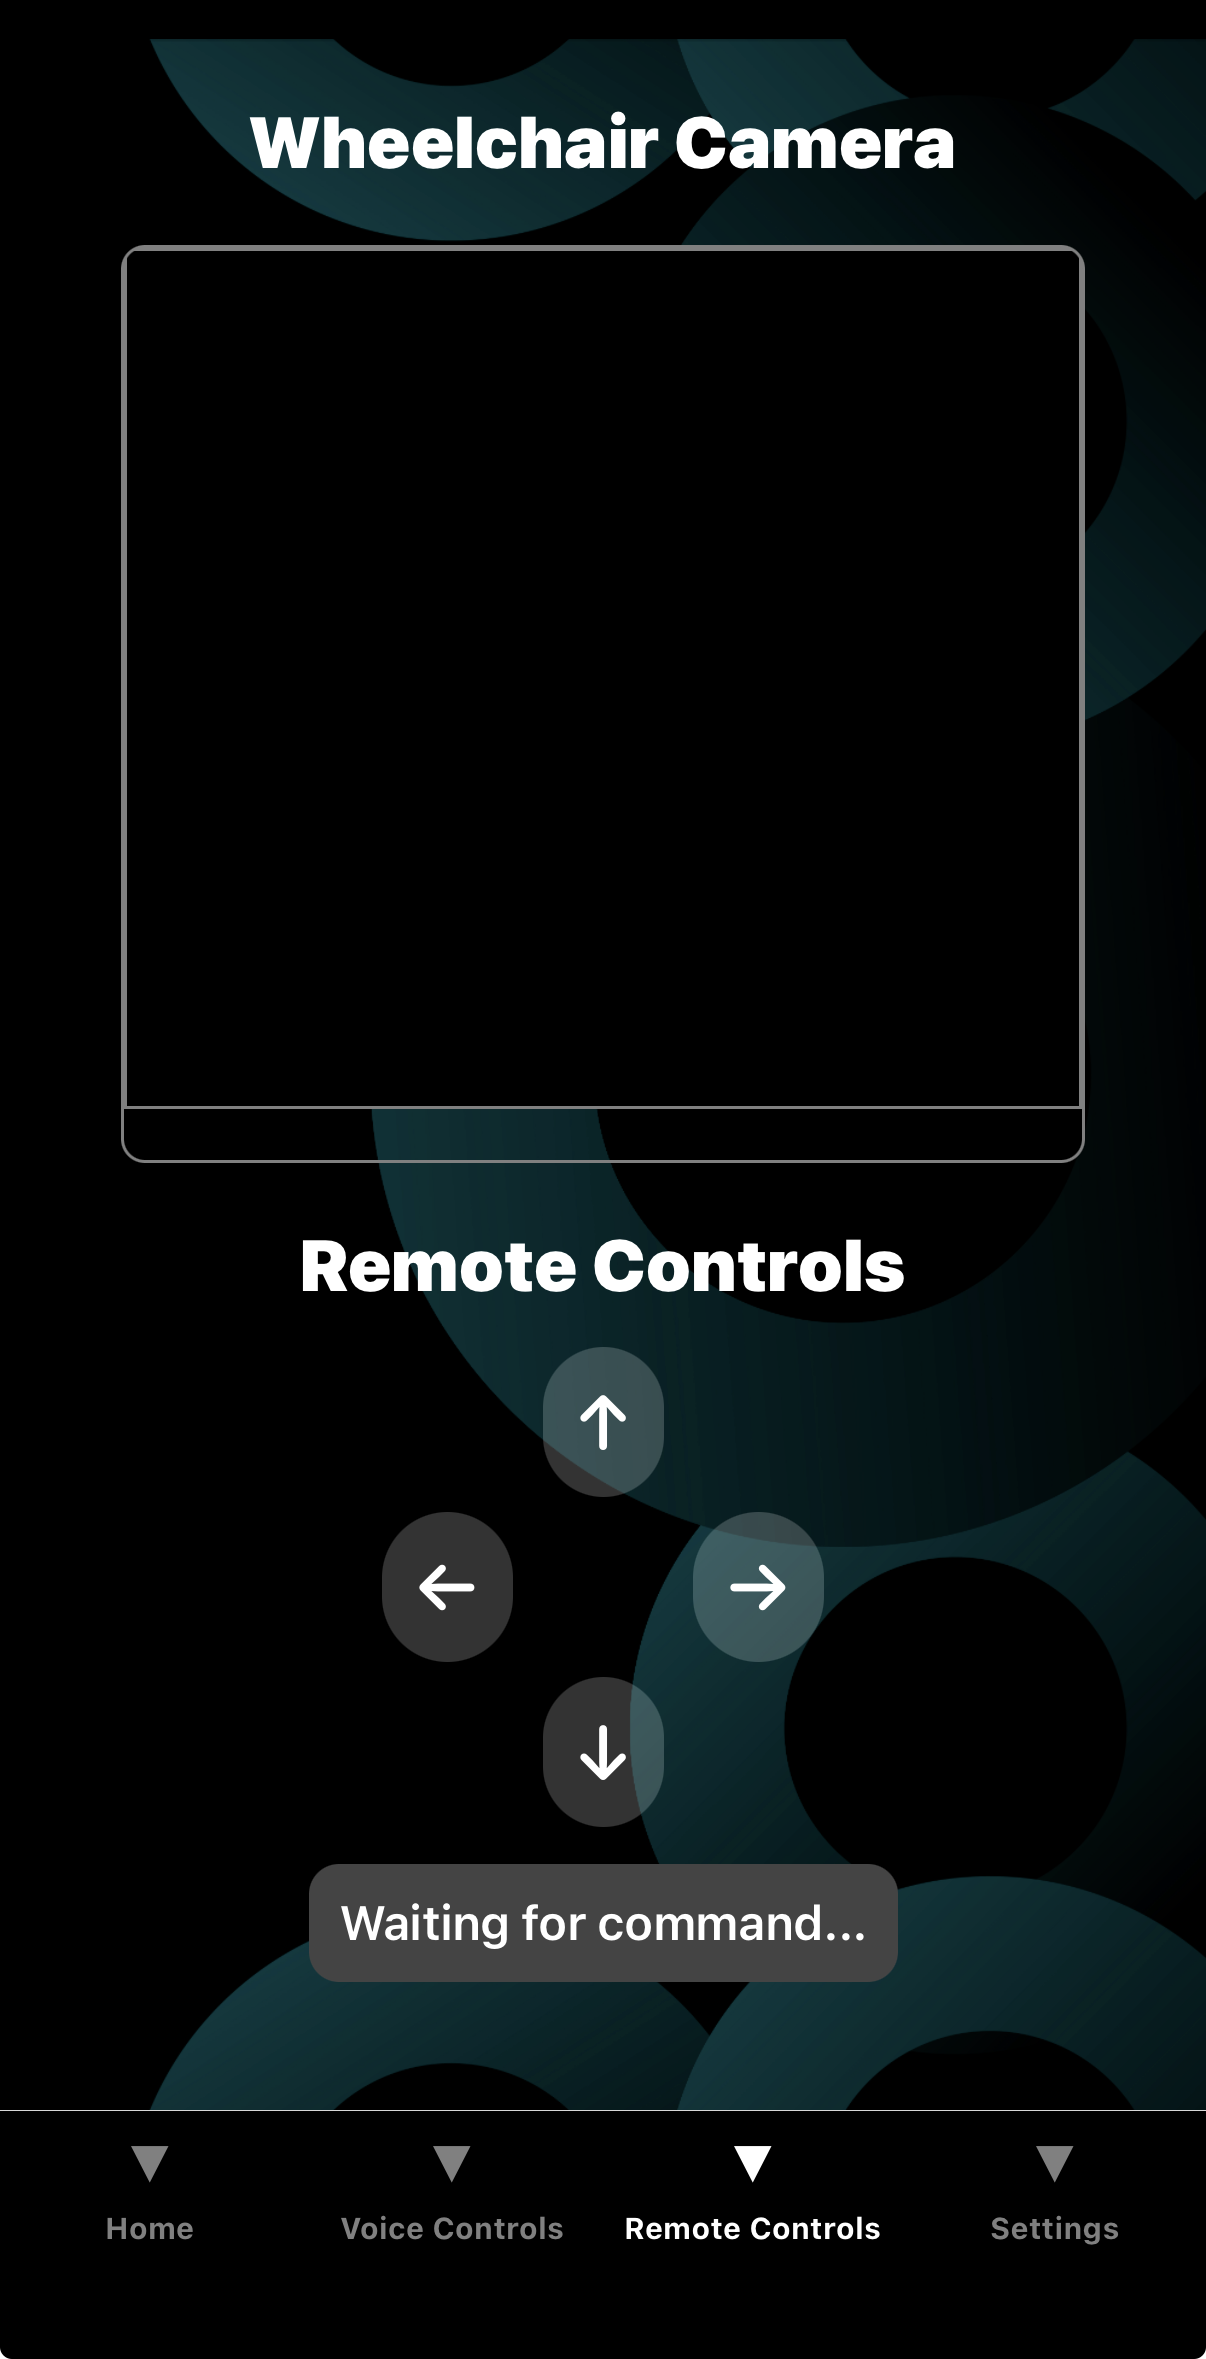 Wheelchair Camera
Remote Controls
Waiting for command...
Home
Voice Controls
Remote Controls
Settings